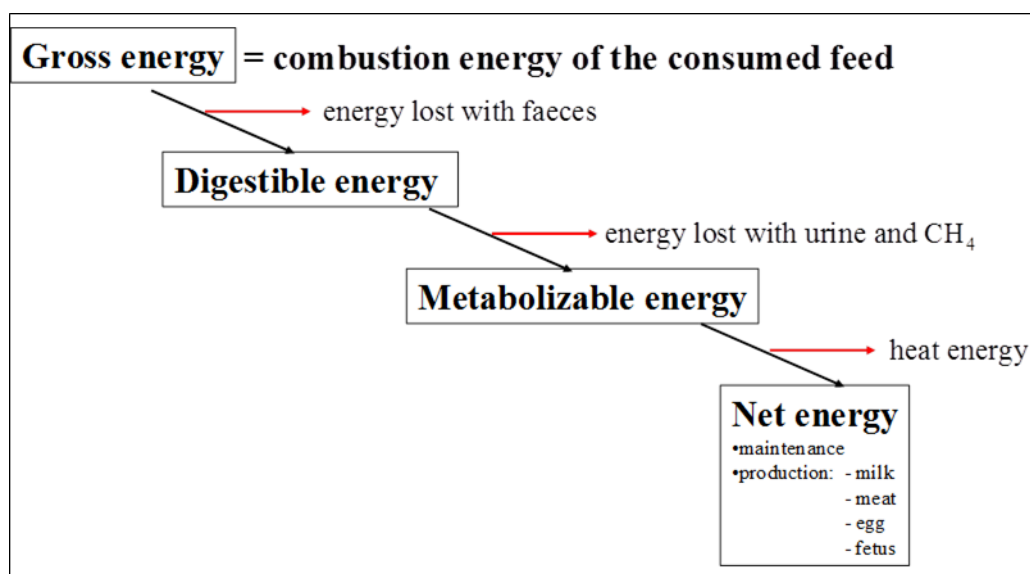 Gross energy = combustion energy of the consumed feed
energy lost with faeces
Digestible energy
energy lost with urine and CH₄
Metabolizable energy
heat energy
Net energy
•maintenance
•production: - milk
- meat
- egg
- fetus